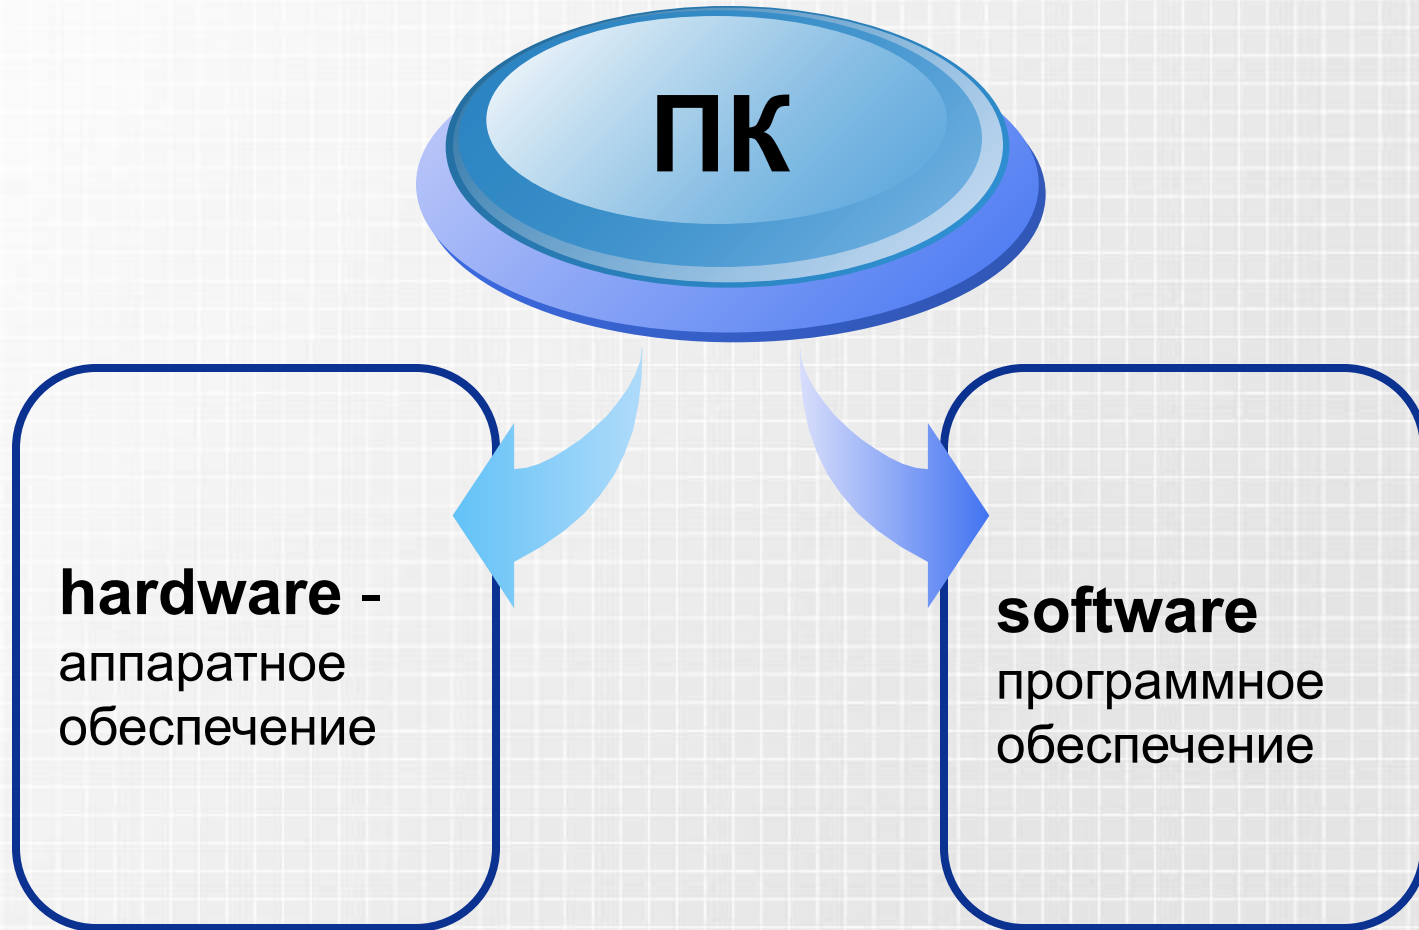 ПК
hardware -
аппаратное
обеспечение
software
программное
обеспечение